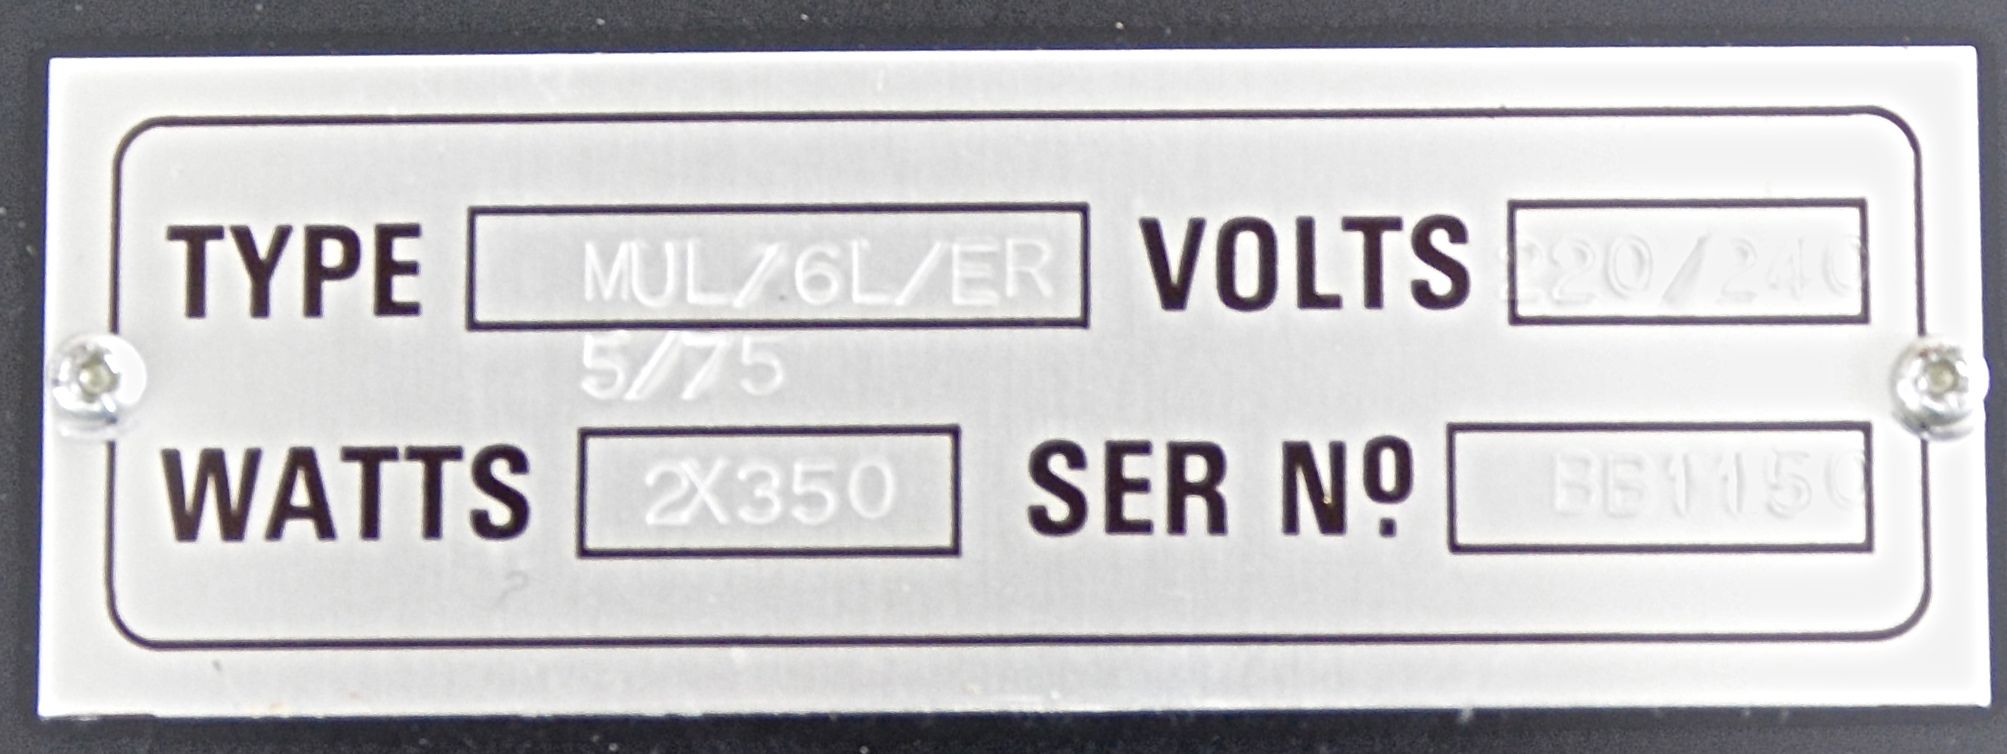 TYPE MUL/6L/ER VOLTS 220/240
5/75
WATTS 2X350 SER Nº BB1150